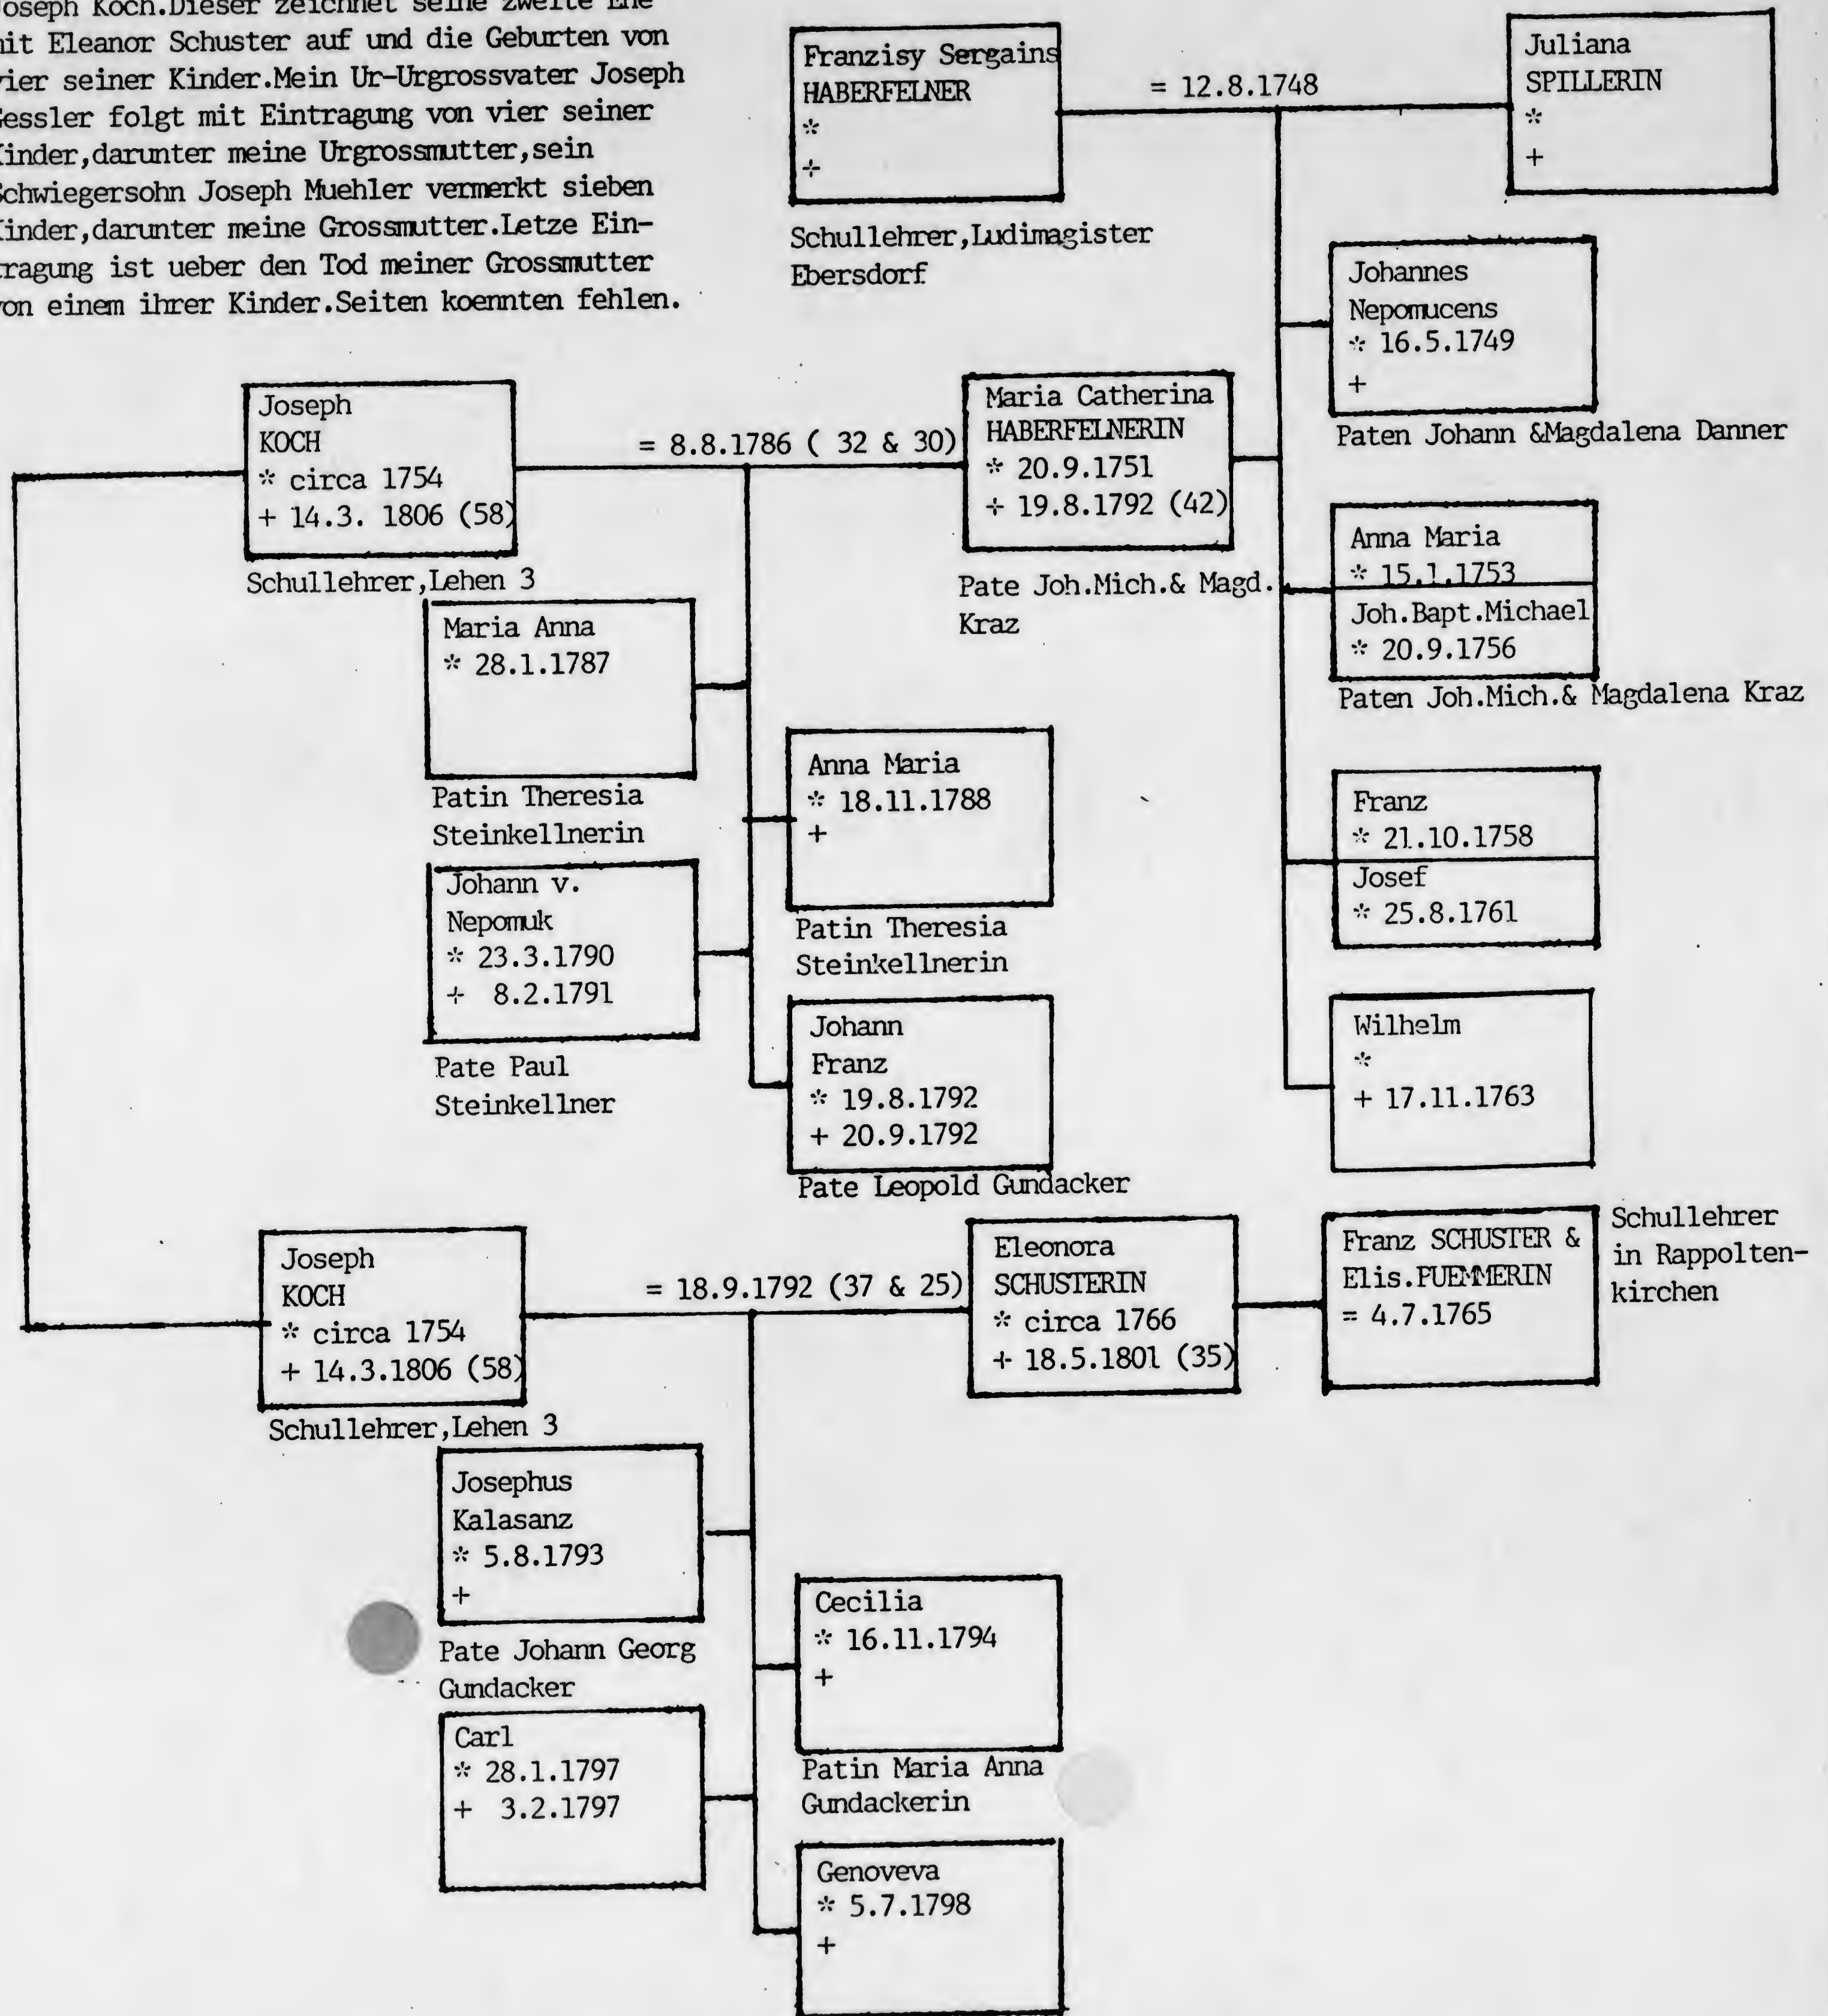 Joseph Koch.Dieser zeichnet seine zweite Ehe
mit Eleanor Schuster auf und die Geburten von
vier seiner Kinder.Mein Ur-Urgrossvater Joseph
Gessler folgt mit Eintragung von vier seiner
Kinder,darunter meine Urgrossmutter,sein
Schwiegersohn Joseph Muehler vermerkt sieben
Kinder,darunter meine Grossmutter.Letze Ein-
tragung ist ueber den Tod meiner Grossmutter
von einem ihrer Kinder.Seiten koennten fehlen.
Franzisy Sergains
HABERFELNER
*
+
Schullehrer,Ludimagister
Ebersdorf
= 12.8.1748
Juliana
SPILLERIN
*
+
Johannes
Nepomucens
* 16.5.1749
+
Paten Johann &Magdalena Danner
Joseph
KOCH
* circa 1754
+ 14.3. 1806 (58)
Schullehrer,Lehen 3
= 8.8.1786 ( 32 & 30)
Maria Catherina
HABERFELNERIN
* 20.9.1751
+ 19.8.1792 (42)
Pate Joh.Mich.& Magd.
Kraz
Anna Maria
* 15.1.1753
Joh.Bapt.Michael
* 20.9.1756
Paten Joh.Mich.& Magdalena Kraz
Maria Anna
* 28.1.1787
Patin Theresia
Steinkellnerin
Anna Maria
* 18.11.1788
+
Patin Theresia
Steinkellnerin
Franz
* 21.10.1758
Josef
* 25.8.1761
Johann v.
Nepomuk
* 23.3.1790
+ 8.2.1791
Pate Paul
Steinkellner
Johann
Franz
* 19.8.1792
+ 20.9.1792
Pate Leopold Gundacker
Wilhelm
*
+ 17.11.1763
Joseph
KOCH
* circa 1754
+ 14.3.1806 (58)
Schullehrer,Lehen 3
= 18.9.1792 (37 & 25)
Eleonora
SCHUSTERIN
* circa 1766
+ 18.5.1801 (35)
Franz SCHUSTER &
Elis.PUEMMERIN
= 4.7.1765
Schullehrer
in Rappolten-
kirchen
Josephus
Kalasanz
* 5.8.1793
+
Pate Johann Georg
Gundacker
Cecilia
* 16.11.1794
+
Patin Maria Anna
Gundackerin
Carl
* 28.1.1797
+ 3.2.1797
Genoveva
* 5.7.1798
+